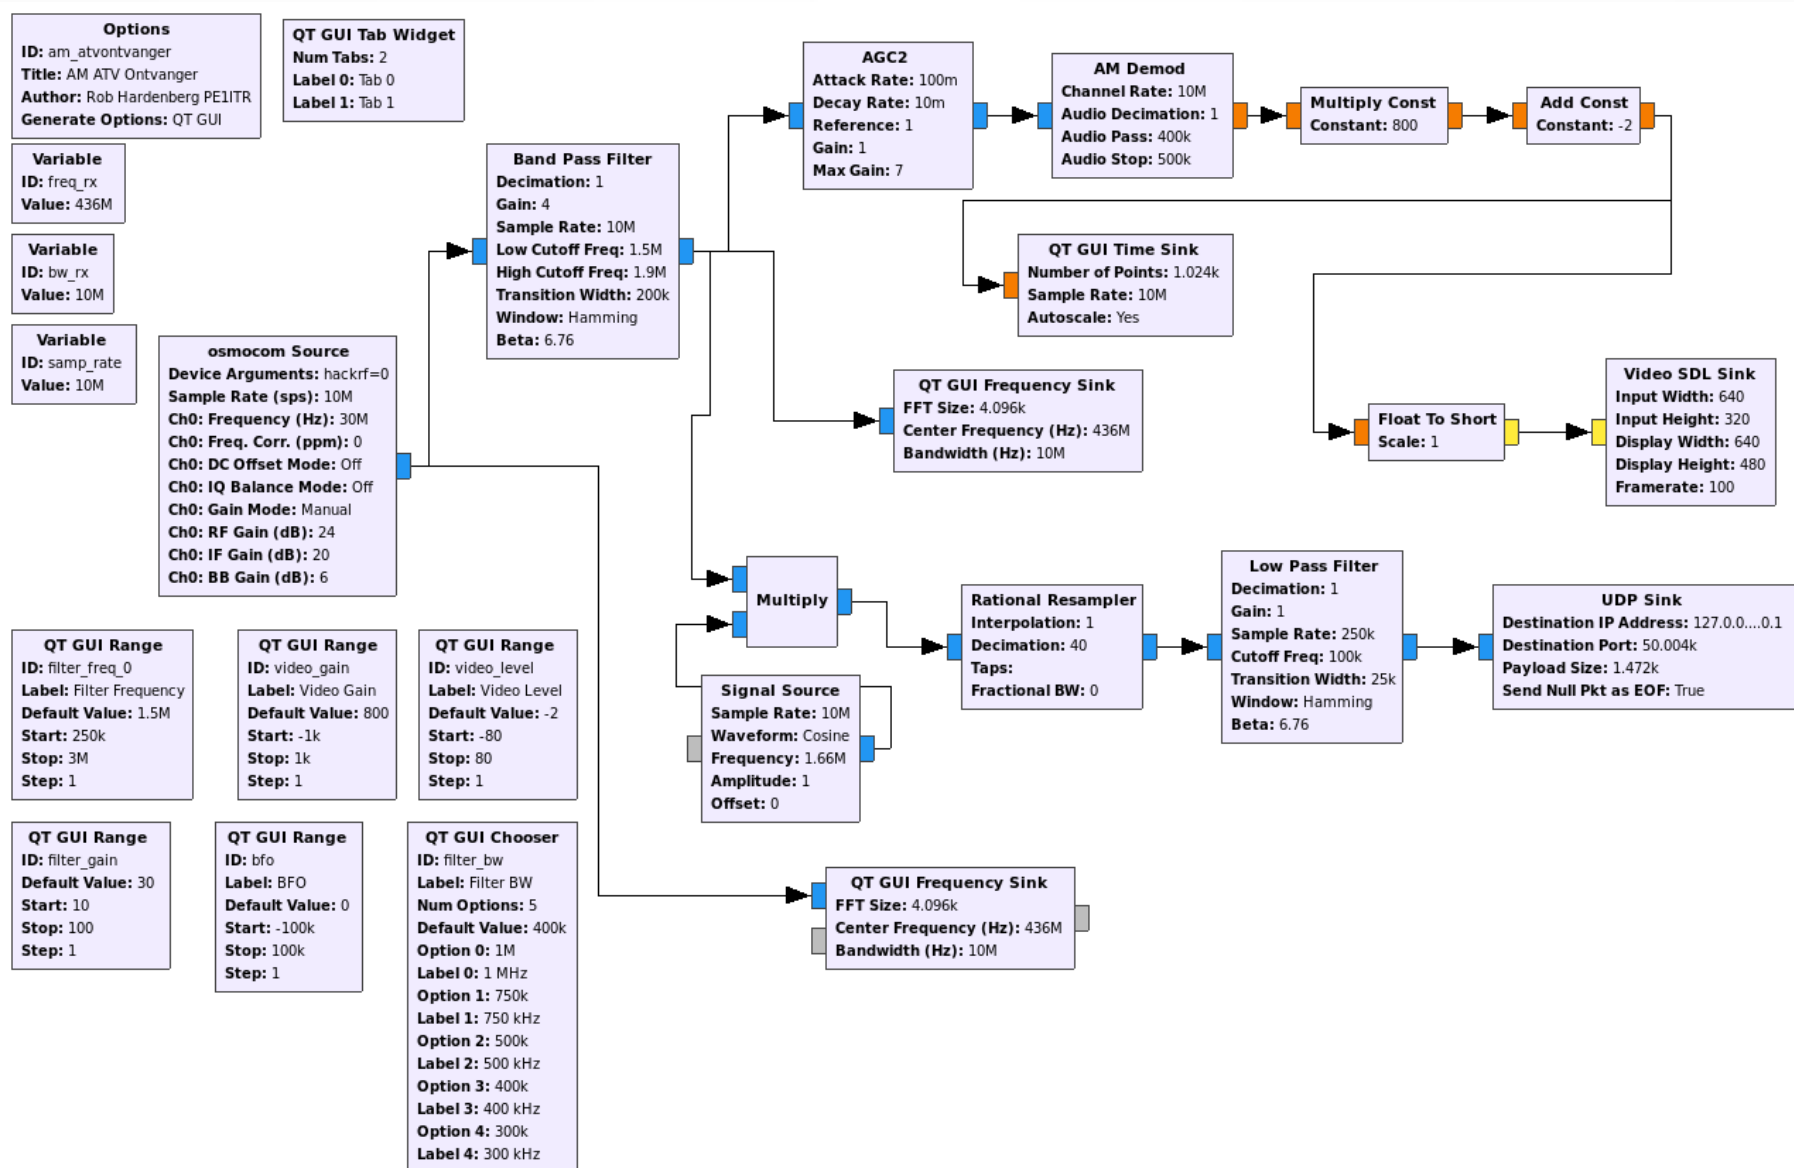 Options
ID: am_atvontvanger
Title: AM ATV Ontvanger
Author: Rob Hardenberg PE1ITR
Generate Options: QT GUI
QT GUI Tab Widget
Num Tabs: 2
Label 0: Tab 0
Label 1: Tab 1
Variable
ID: freq_rx
Value: 436M
Variable
ID: bw_rx
Value: 10M
Variable
ID: samp_rate
Value: 10M
osmocom Source
Device Arguments: hackrf=0
Sample Rate (sps): 10M
Ch0: Frequency (Hz): 30M
Ch0: Freq. Corr. (ppm): 0
Ch0: DC Offset Mode: Off
Ch0: IQ Balance Mode: Off
Ch0: Gain Mode: Manual
Ch0: RF Gain (dB): 24
Ch0: IF Gain (dB): 20
Ch0: BB Gain (dB): 6
Band Pass Filter
Decimation: 1
Gain: 4
Sample Rate: 10M
Low Cutoff Freq: 1.5M
High Cutoff Freq: 1.9M
Transition Width: 200k
Window: Hamming
Beta: 6.76
AGC2
Attack Rate: 100m
Decay Rate: 10m
Reference: 1
Gain: 1
Max Gain: 7
AM Demod
Channel Rate: 10M
Audio Decimation: 1
Audio Pass: 400k
Audio Stop: 500k
Multiply Const
Constant: 800
Add Const
Constant: -2
QT GUI Time Sink
Number of Points: 1.024k
Sample Rate: 10M
Autoscale: Yes
QT GUI Frequency Sink
FFT Size: 4.096k
Center Frequency (Hz): 436M
Bandwidth (Hz): 10M
Float To Short
Scale: 1
Video SDL Sink
Input Width: 640
Input Height: 320
Display Width: 640
Display Height: 480
Framerate: 100
Multiply
Signal Source
Sample Rate: 10M
Waveform: Cosine
Frequency: 1.66M
Amplitude: 1
Offset: 0
Rational Resampler
Interpolation: 1
Decimation: 40
Taps:
Fractional BW: 0
Low Pass Filter
Decimation: 1
Gain: 1
Sample Rate: 250k
Cutoff Freq: 100k
Transition Width: 25k
Window: Hamming
Beta: 6.76
UDP Sink
Destination IP Address: 127.0.0....0.1
Destination Port: 50.004k
Payload Size: 1.472k
Send Null Pkt as EOF: True
QT GUI Range
ID: filter_freq_0
Label: Filter Frequency
Default Value: 1.5M
Start: 250k
Stop: 3M
Step: 1
QT GUI Range
ID: video_gain
Label: Video Gain
Default Value: 800
Start: -1k
Stop: 1k
Step: 1
QT GUI Range
ID: video_level
Label: Video Level
Default Value: -2
Start: -80
Stop: 80
Step: 1
QT GUI Range
ID: filter_gain
Default Value: 30
Start: 10
Stop: 100
Step: 1
QT GUI Range
ID: bfo
Label: BFO
Default Value: 0
Start: -100k
Stop: 100k
Step: 1
QT GUI Chooser
ID: filter_bw
Label: Filter BW
Num Options: 5
Default Value: 400k
Option 0: 1M
Label 0: 1 MHz
Option 1: 750k
Label 1: 750 kHz
Option 2: 500k
Label 2: 500 kHz
Option 3: 400k
Label 3: 400 kHz
Option 4: 300k
Label 4: 300 kHz
QT GUI Frequency Sink
FFT Size: 4.096k
Center Frequency (Hz): 436M
Bandwidth (Hz): 10M